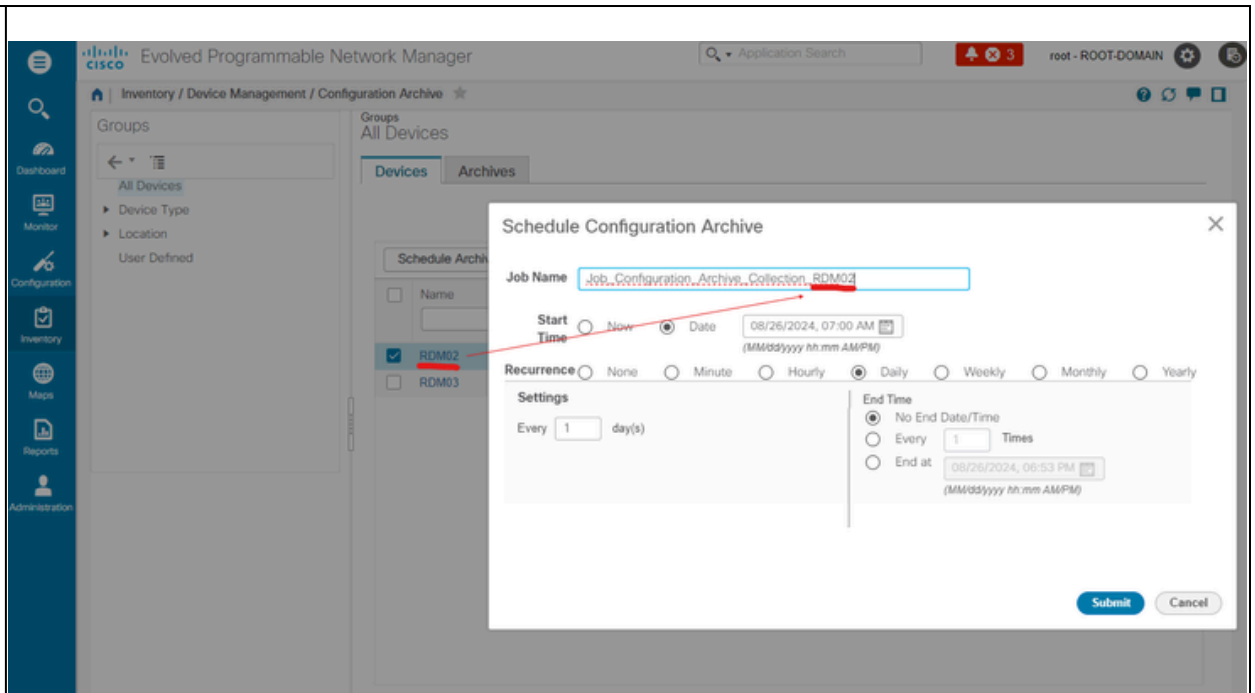 cisco Evolved Programmable Network Manager
Application Search
3
root - ROOT-DOMAIN
Inventory / Device Management / Configuration Archive
Dashboard
Monitor
Configuration
Inventory
Maps
Reports
Administration
Groups
All Devices
Device Type
Location
User Defined
Groups
All Devices
Devices Archives
Schedule Archiv
Name
RDM02
RDM03
Schedule Configuration Archive
Job Name Job_Configuration_Archive_Collection_RDM02
Start Time Now Date 08/26/2024, 07:00 AM
(MM/dd/yyyy hh:mm AM/PM)
Recurrence None Minute Hourly Daily Weekly Monthly Yearly
Settings
Every 1 day(s)
End Time
No End Date/Time
Every 1 Times
End at 08/26/2024, 06:53 PM
(MM/dd/yyyy hh:mm AM/PM)
Submit Cancel